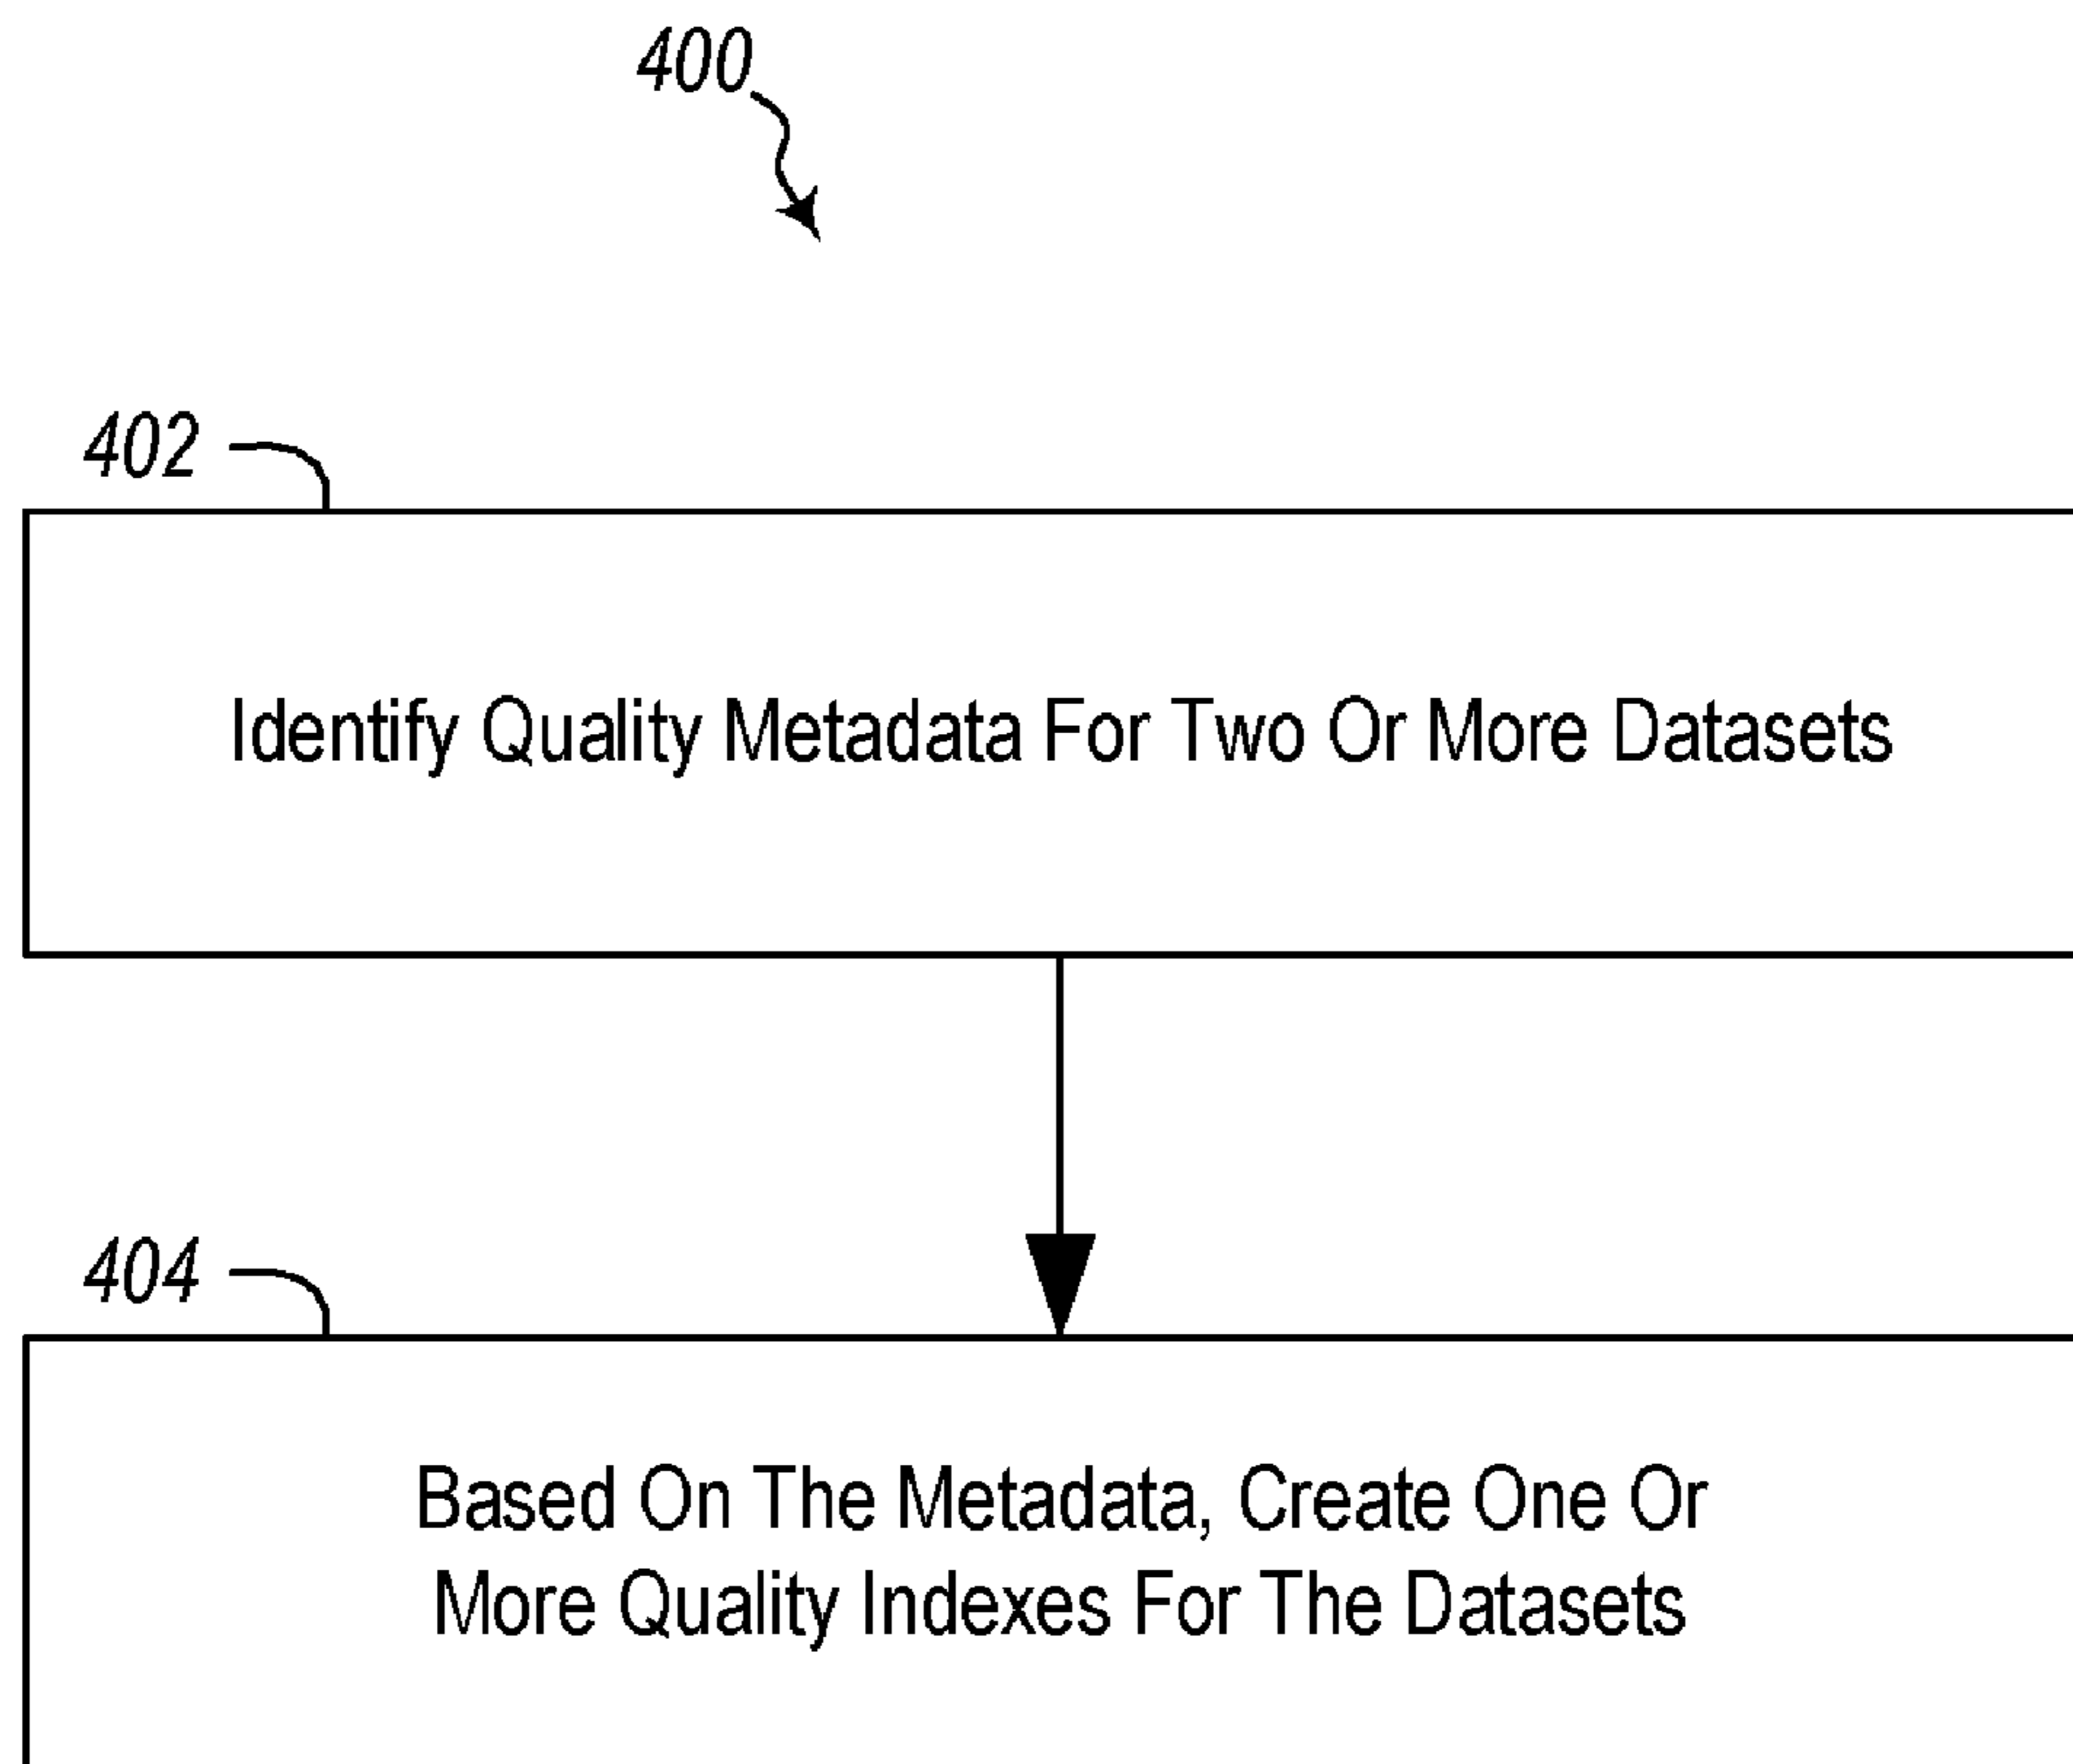 400
402
Identify Quality Metadata For Two Or More Datasets
404
Based On The Metadata, Create One Or
More Quality Indexes For The Datasets